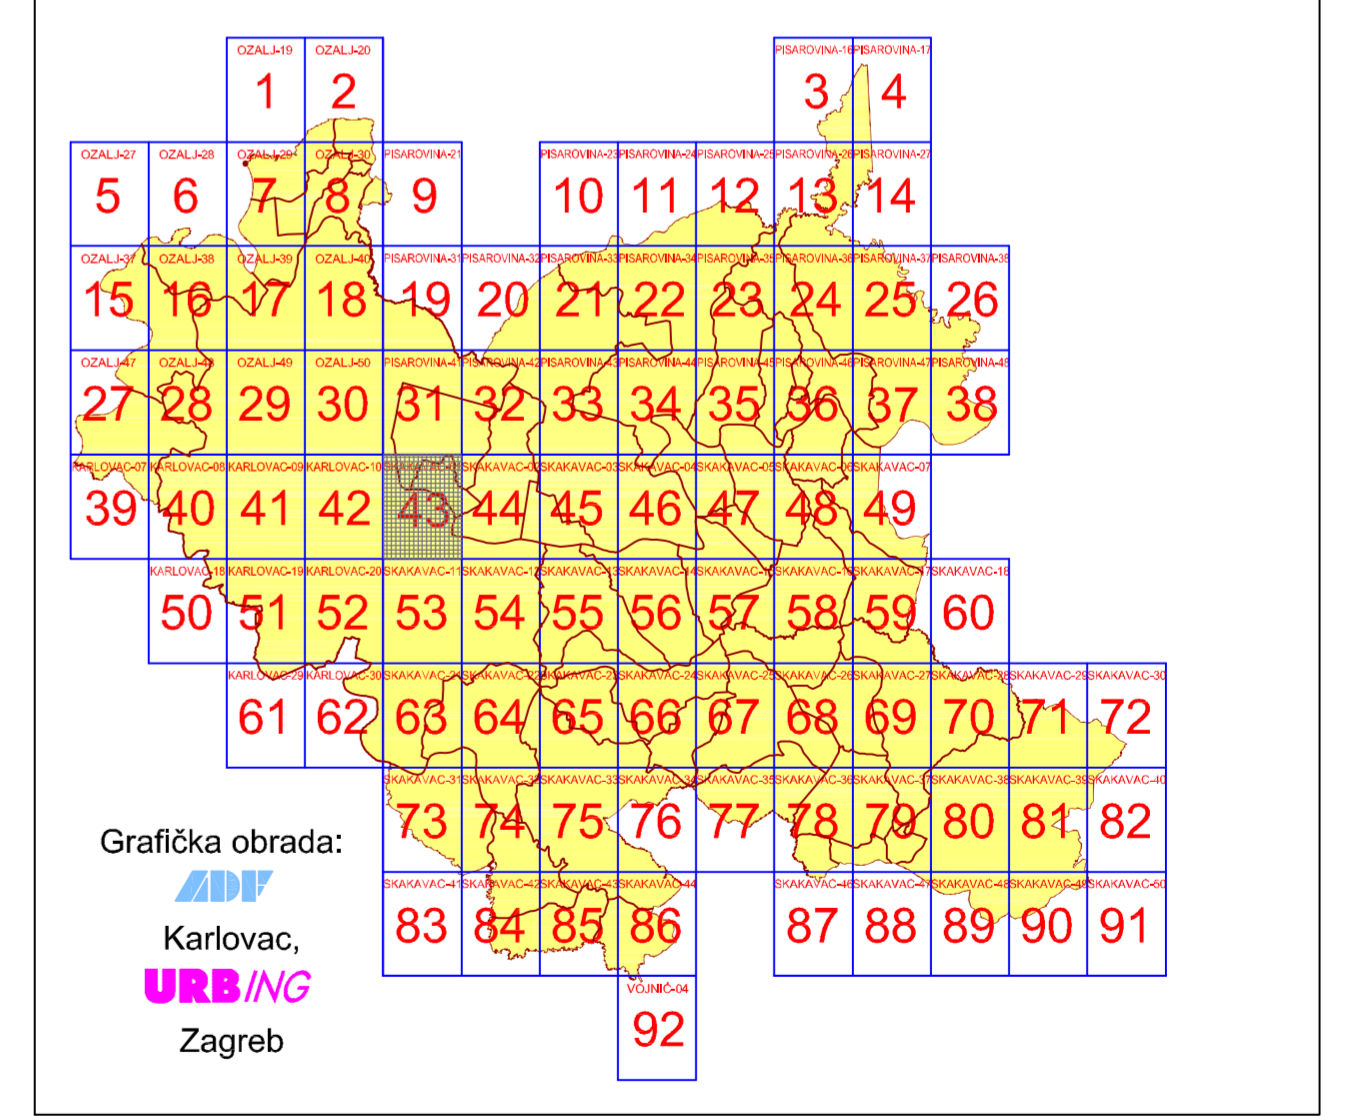 OZALJ-19 OZALJ-20 PISAROVINA-16 PISAROVINA-17
1 2 3 4
OZALJ-27 OZALJ-28 OZALJ-29 OZALJ-30 PISAROVINA-21 PISAROVINA-23 PISAROVINA-24 PISAROVINA-25 PISAROVINA-26 PISAROVINA-27
5 6 7 8 9 10 11 12 13 14
OZALJ-37 OZALJ-38 OZALJ-39 OZALJ-40 PISAROVINA-31 PISAROVINA-32 PISAROVINA-33 PISAROVINA-34 PISAROVINA-35 PISAROVINA-36 PISAROVINA-37 PISAROVINA-38
15 16 17 18 19 20 21 22 23 24 25 26
OZALJ-47 OZALJ-48 OZALJ-49 OZALJ-50 PISAROVINA-41 PISAROVINA-42 PISAROVINA-43 PISAROVINA-44 PISAROVINA-45 PISAROVINA-46 PISAROVINA-47 PISAROVINA-48
27 28 29 30 31 32 33 34 35 36 37 38
KARLOVAC-07 KARLOVAC-08 KARLOVAC-09 KARLOVAC-10 SKAKAVAC-01 SKAKAVAC-02 SKAKAVAC-03 SKAKAVAC-04 SKAKAVAC-05 SKAKAVAC-06 SKAKAVAC-07
39 40 41 42 43 44 45 46 47 48 49
KARLOVAC-18 KARLOVAC-19 KARLOVAC-20 SKAKAVAC-11 SKAKAVAC-12 SKAKAVAC-13 SKAKAVAC-14 SKAKAVAC-15 SKAKAVAC-16 SKAKAVAC-17 SKAKAVAC-18
50 51 52 53 54 55 56 57 58 59 60
KARLOVAC-29 KARLOVAC-30 SKAKAVAC-21 SKAKAVAC-22 SKAKAVAC-23 SKAKAVAC-24 SKAKAVAC-25 SKAKAVAC-26 SKAKAVAC-27 SKAKAVAC-28 SKAKAVAC-29 SKAKAVAC-30
61 62 63 64 65 66 67 68 69 70 71 72
SKAKAVAC-31 SKAKAVAC-32 SKAKAVAC-33 SKAKAVAC-34 SKAKAVAC-35 SKAKAVAC-36 SKAKAVAC-37 SKAKAVAC-38 SKAKAVAC-39 SKAKAVAC-40
73 74 75 76 77 78 79 80 81 82
SKAKAVAC-41 SKAKAVAC-42 SKAKAVAC-43 SKAKAVAC-44 SKAKAVAC-46 SKAKAVAC-47 SKAKAVAC-48 SKAKAVAC-49 SKAKAVAC-50
83 84 85 86 87 88 89 90 91
VOJNIĆ-04
92
Grafička obrada:
ADF
Karlovac,
URBING
Zagreb